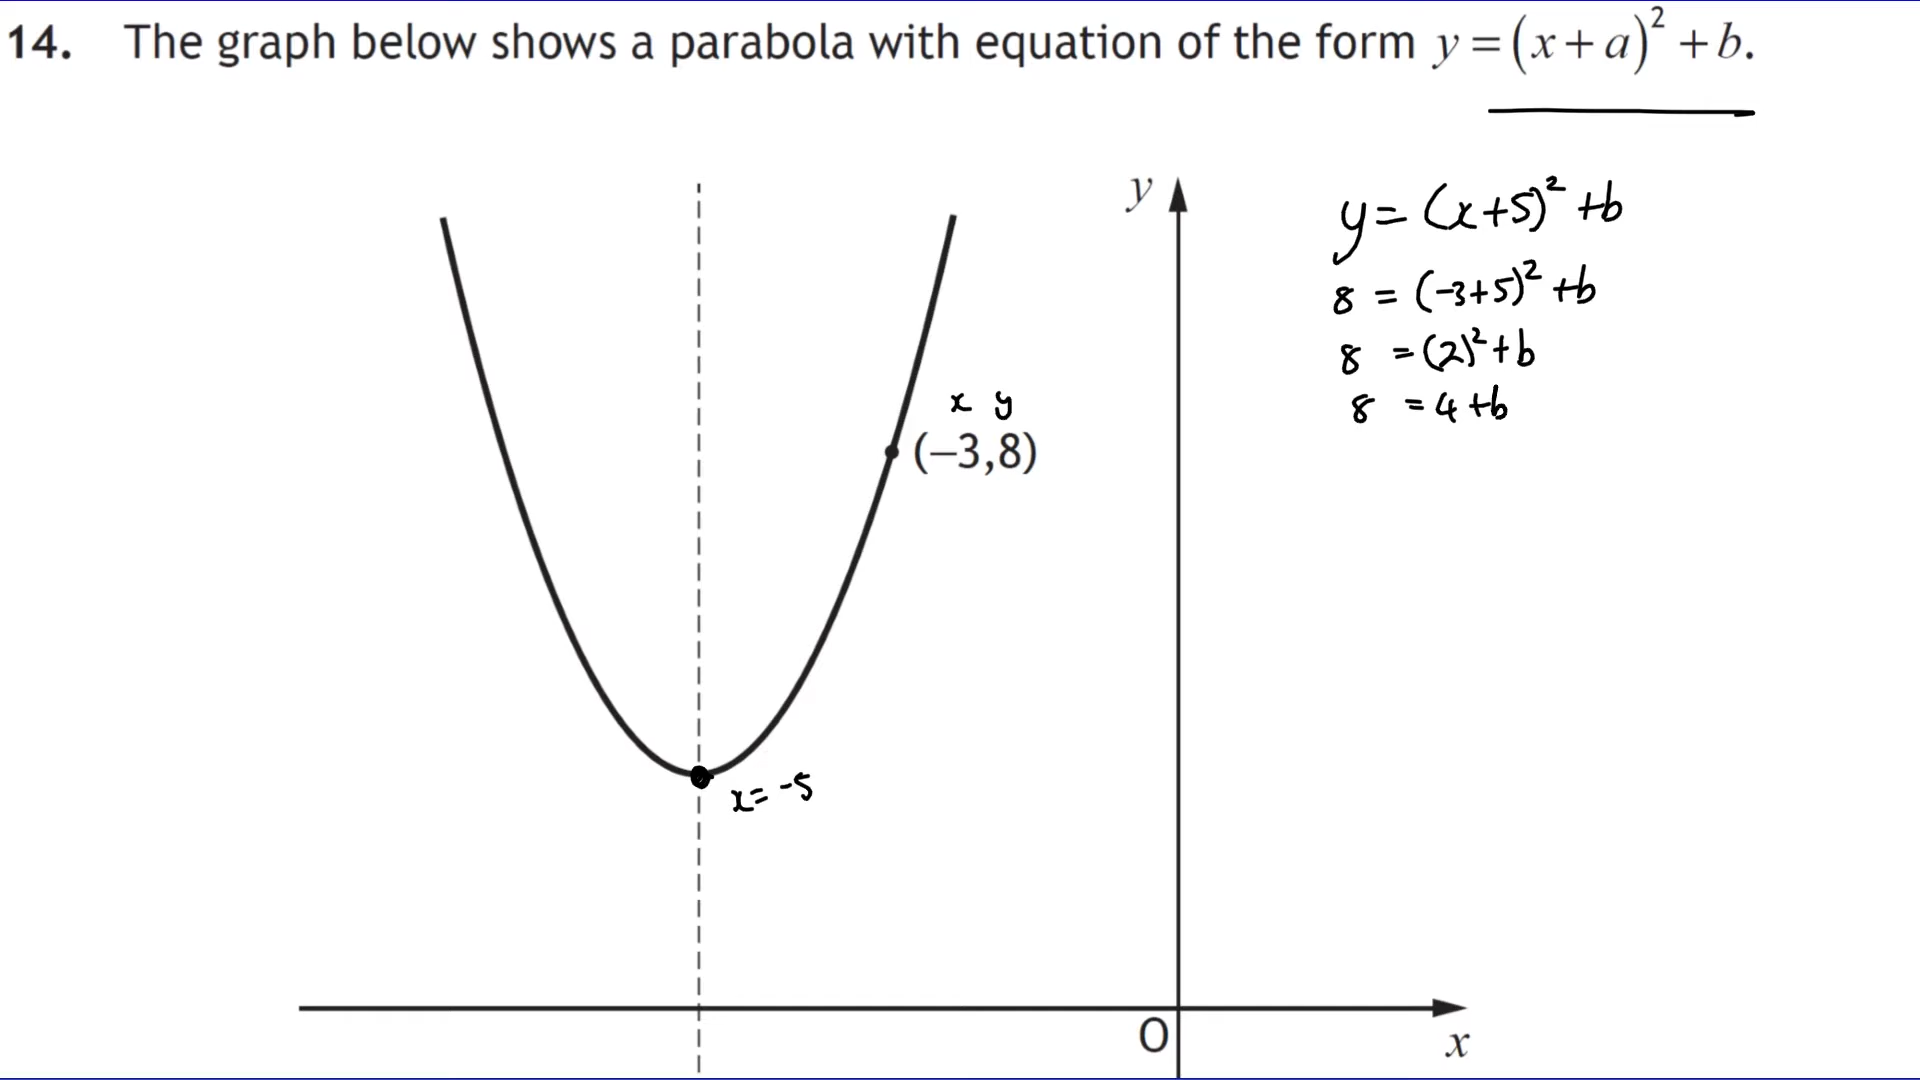 14. The graph below shows a parabola with equation of the form y = (x + a)² + b.
y
y = (x+5)² + b
8 = (-3+5)² + b
8 = (2)² + b
8 = 4 + b
x y
(–3,8)
x = -5
O
x